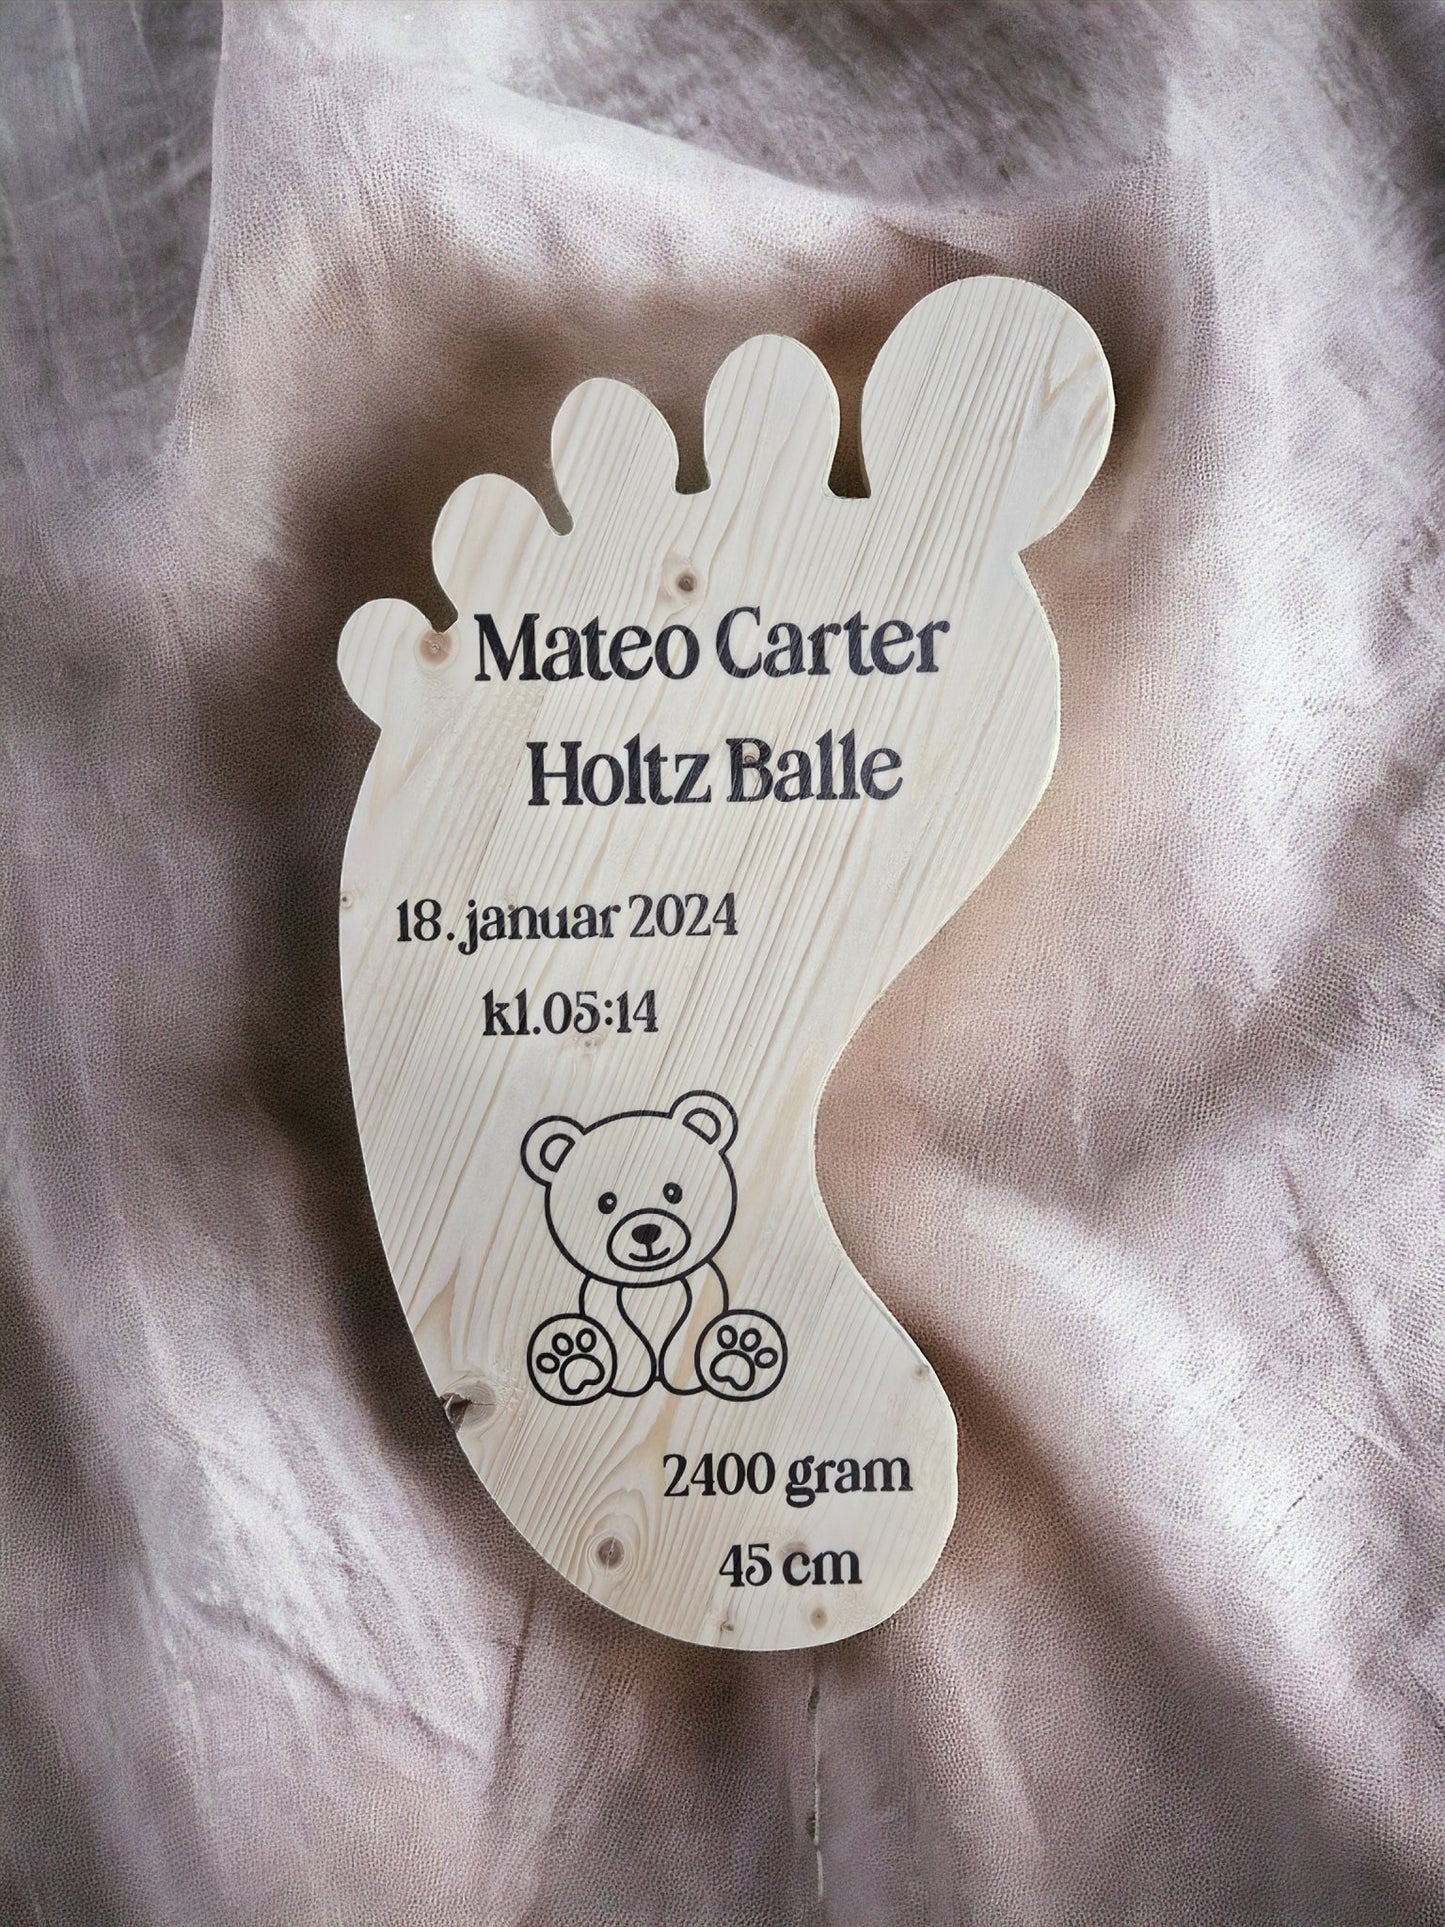 Mateo Carter
Holtz Balle
18. januar 2024
kl.05:14
2400 gram
45 cm